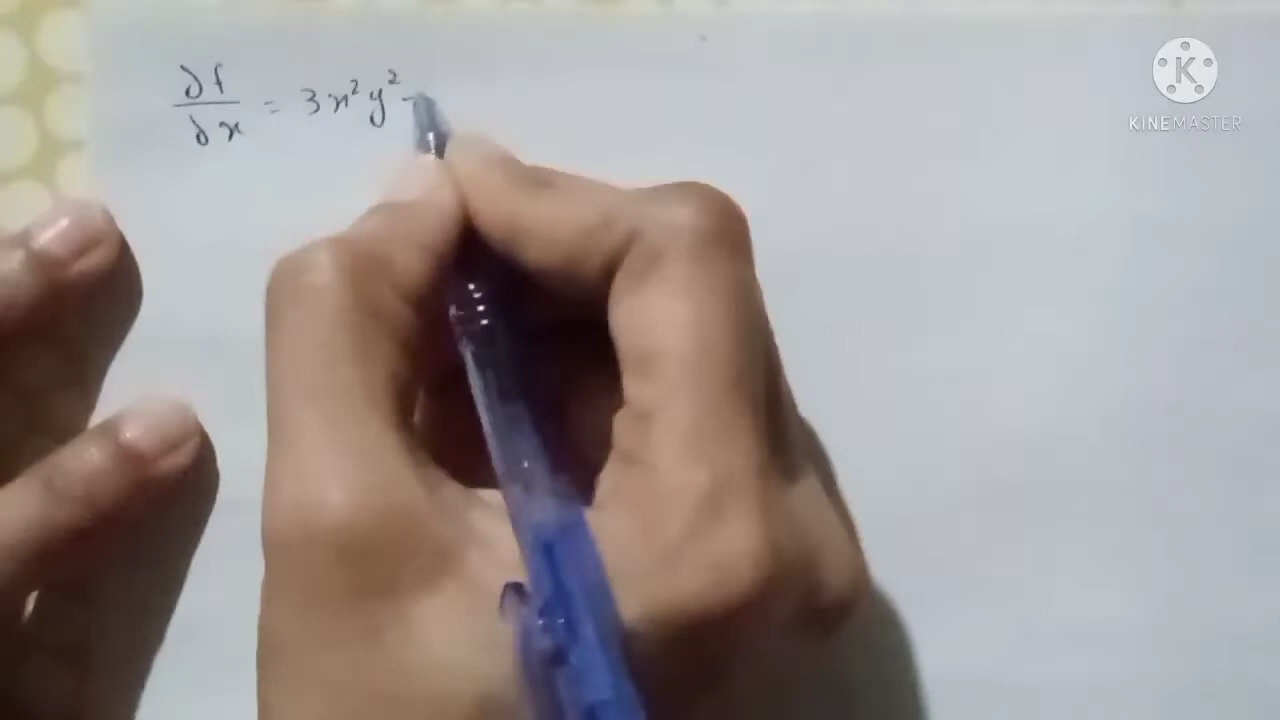 ∂f/∂x = 3x²y² -
KINEMASTER